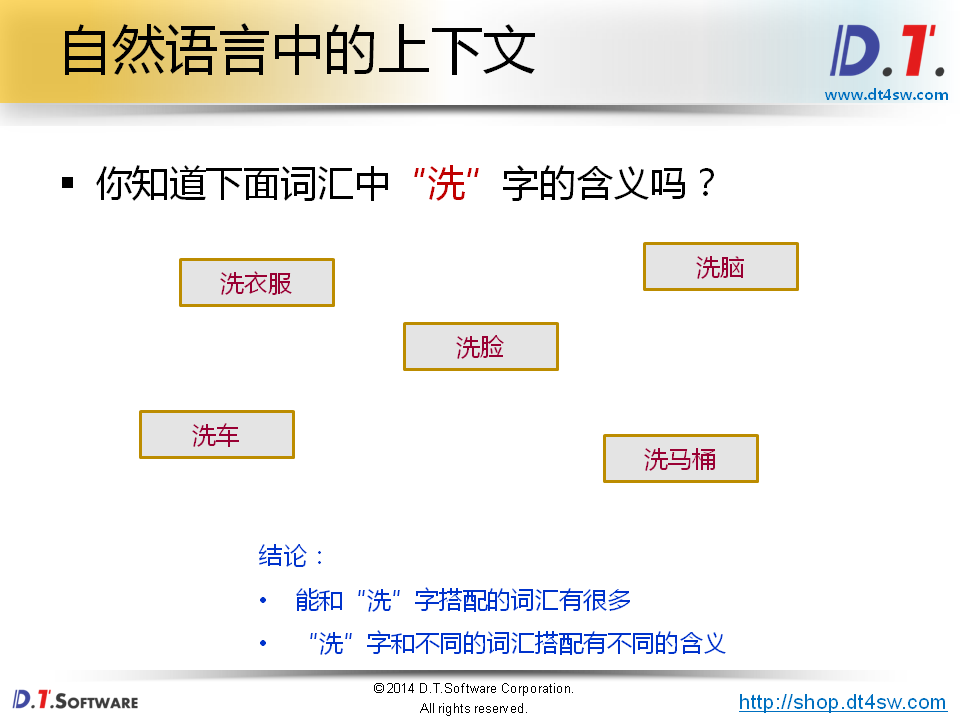 自然语言中的上下文
D.T.
www.dt4sw.com
▪ 你知道下面词汇中“洗”字的含义吗？
洗衣服
洗脑
洗脸
洗车
洗马桶
结论：
• 能和“洗”字搭配的词汇有很多
• “洗”字和不同的词汇搭配有不同的含义
D.T.SOFTWARE
©2014 D.T.Software Corporation.
All rights reserved.
http://shop.dt4sw.com